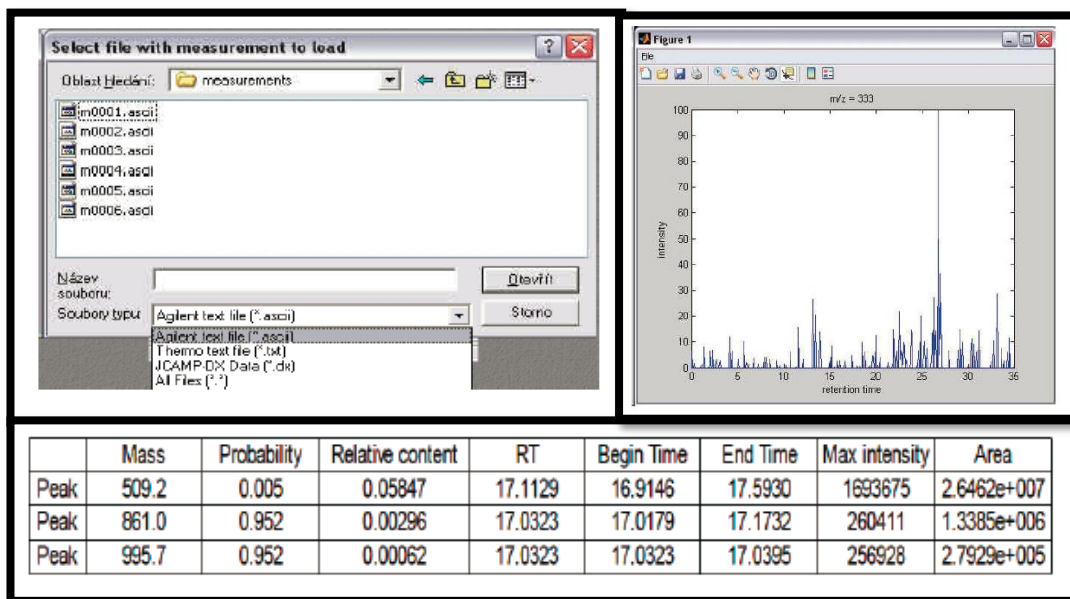 Select file with measurement to load
Oblast hledání: measurements
m0001.ascii
m0002.ascii
m0003.ascii
m0004.ascii
m0005.ascii
m0006.ascii
Název souboru:
Otevřít
Soubory typu: Agilent text file (*.ascii)
Storno
Agilent text file (*.ascii)
Thermo text file (*.txt)
JCAMP-DX Data (*.dx)
All Files (*.*)
Figure 1
File
m/z = 333
100
90
80
70
60
50
40
30
20
10
0
intensity
0 5 10 15 20 25 30 35
retention time
Mass Probability Relative content RT Begin Time End Time Max intensity Area
Peak 509.2 0.005 0.05847 17.1129 16.9146 17.5930 1693675 2.6462e+007
Peak 861.0 0.952 0.00296 17.0323 17.0179 17.1732 260411 1.3385e+006
Peak 995.7 0.952 0.00062 17.0323 17.0323 17.0395 256928 2.7929e+005